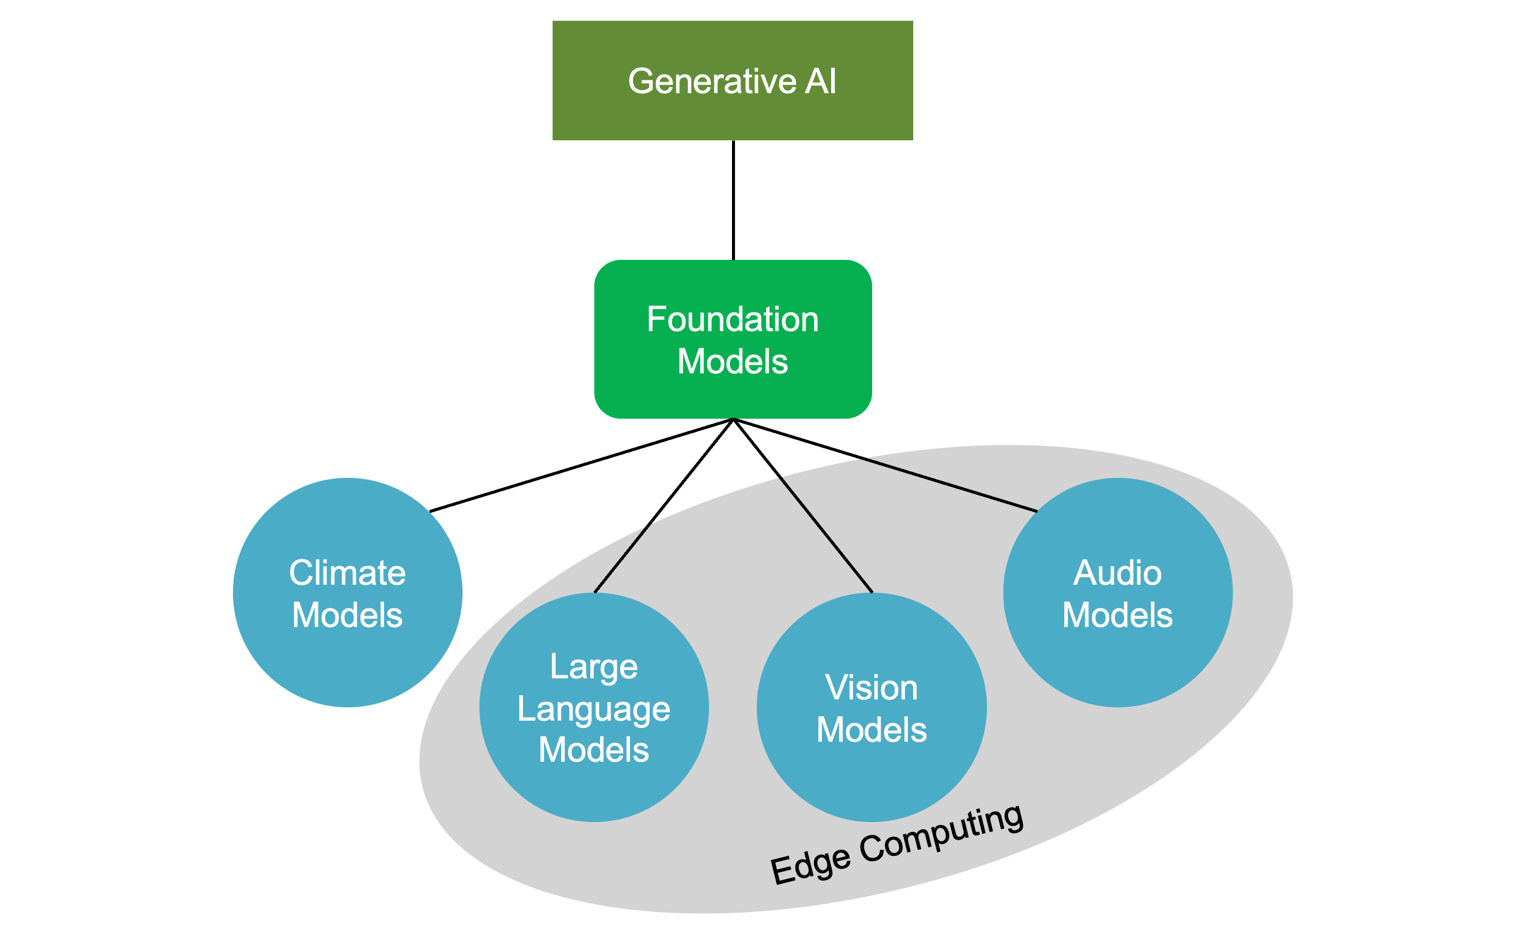 Generative AI
Foundation
Models
Climate
Models
Large
Language
Models
Vision
Models
Audio
Models
Edge Computing